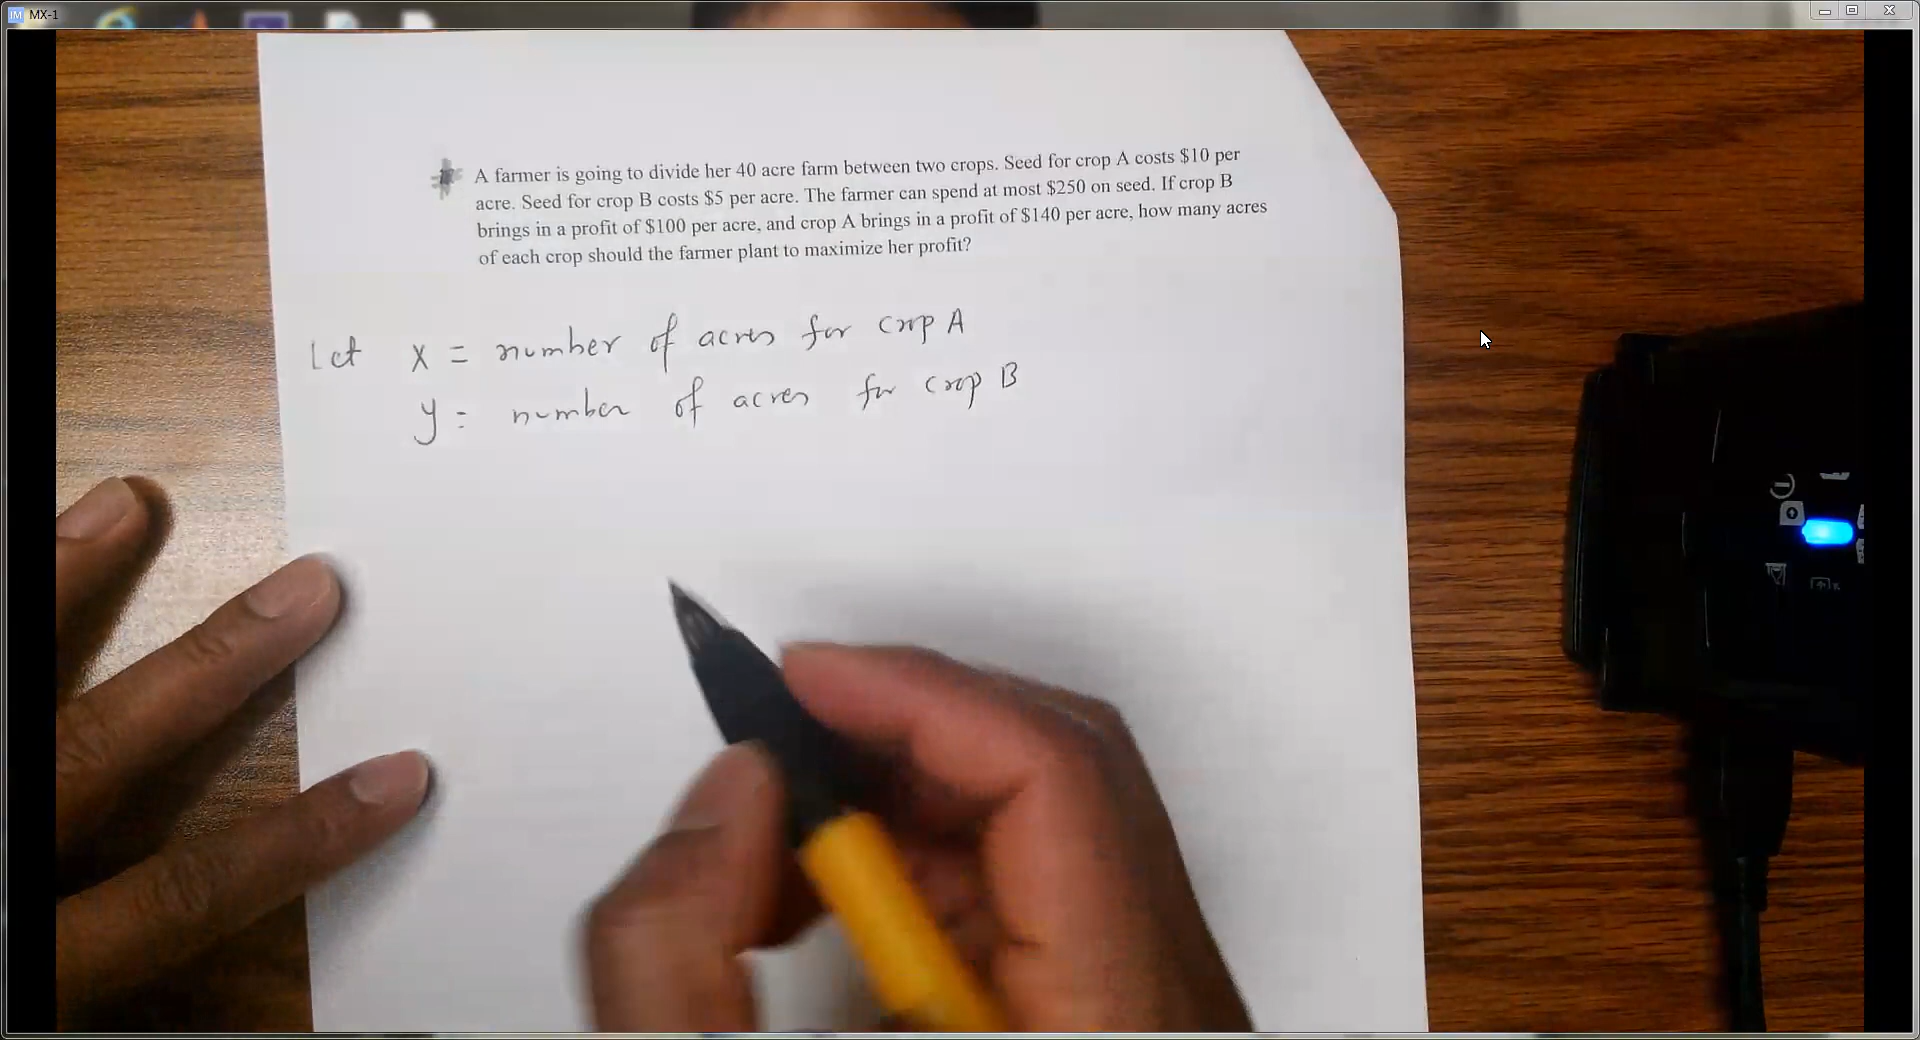 MX-1
A farmer is going to divide her 40 acre farm between two crops. Seed for crop A costs $10 per
acre. Seed for crop B costs $5 per acre. The farmer can spend at most $250 on seed. If crop B
brings in a profit of $100 per acre, and crop A brings in a profit of $140 per acre, how many acres
of each crop should the farmer plant to maximize her profit?
Let x = number of acres for crop A
y = number of acres for crop B